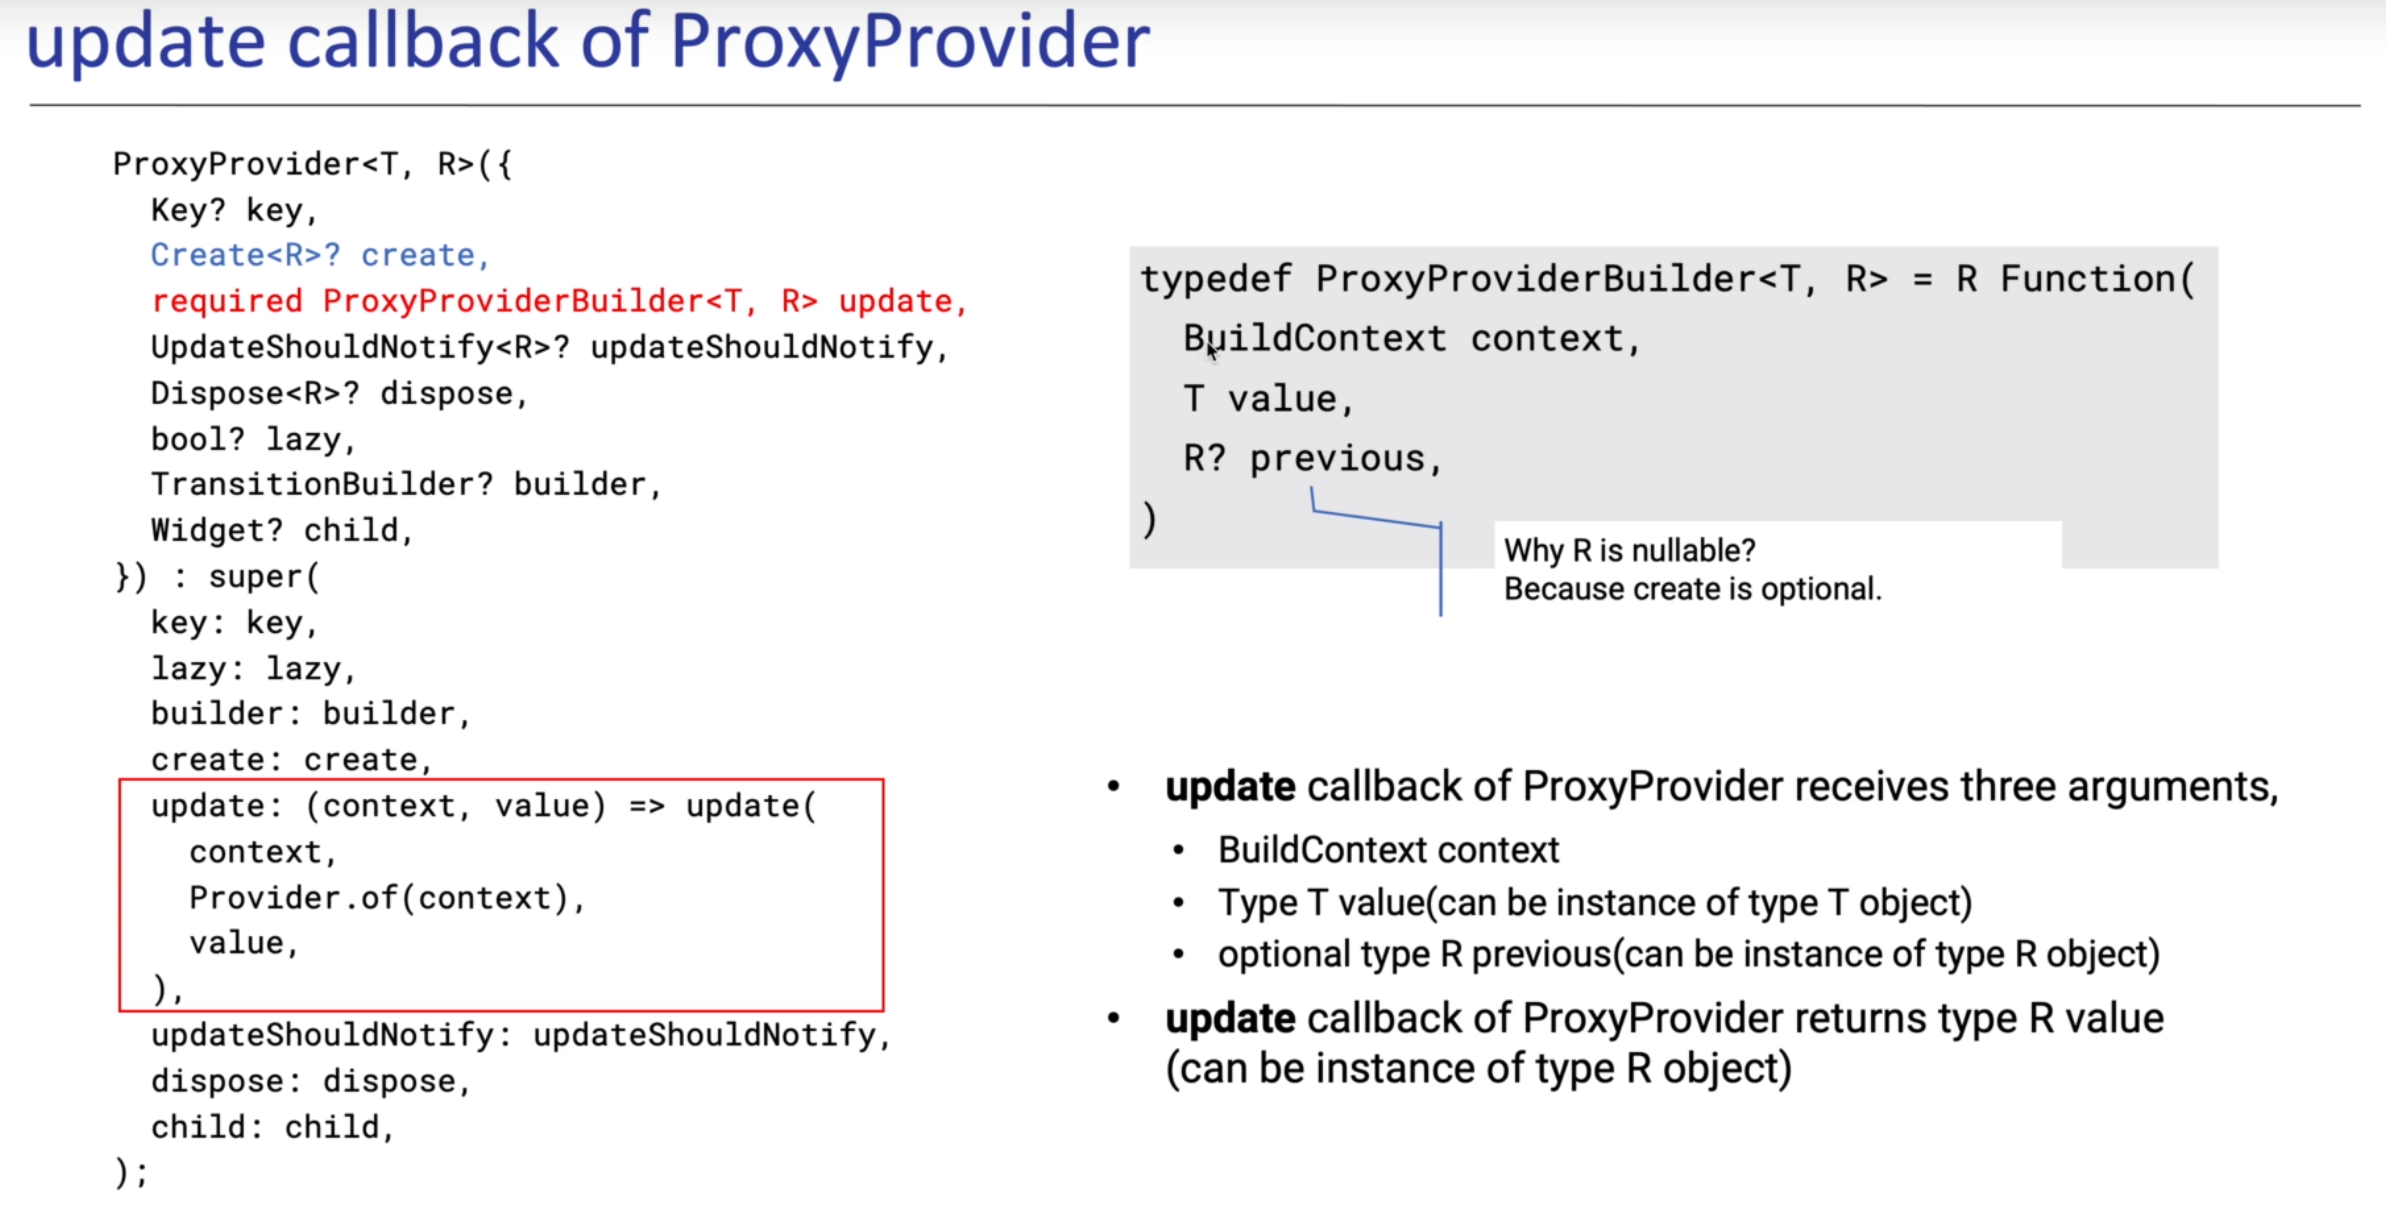 update callback of ProxyProvider
ProxyProvider<T, R>({
  Key? key,
  Create<R>? create,
  required ProxyProviderBuilder<T, R> update,
  UpdateShouldNotify<R>? updateShouldNotify,
  Dispose<R>? dispose,
  bool? lazy,
  TransitionBuilder? builder,
  Widget? child,
}) : super(
  key: key,
  lazy: lazy,
  builder: builder,
  create: create,
  update: (context, value) => update(
    context,
    Provider.of(context),
    value,
  ),
  updateShouldNotify: updateShouldNotify,
  dispose: dispose,
  child: child,
);
typedef ProxyProviderBuilder<T, R> = R Function(
  BuildContext context,
  T value,
  R? previous,
)
Why R is nullable?
Because create is optional.
• update callback of ProxyProvider receives three arguments,
• BuildContext context
• Type T value(can be instance of type T object)
• optional type R previous(can be instance of type R object)
• update callback of ProxyProvider returns type R value
(can be instance of type R object)